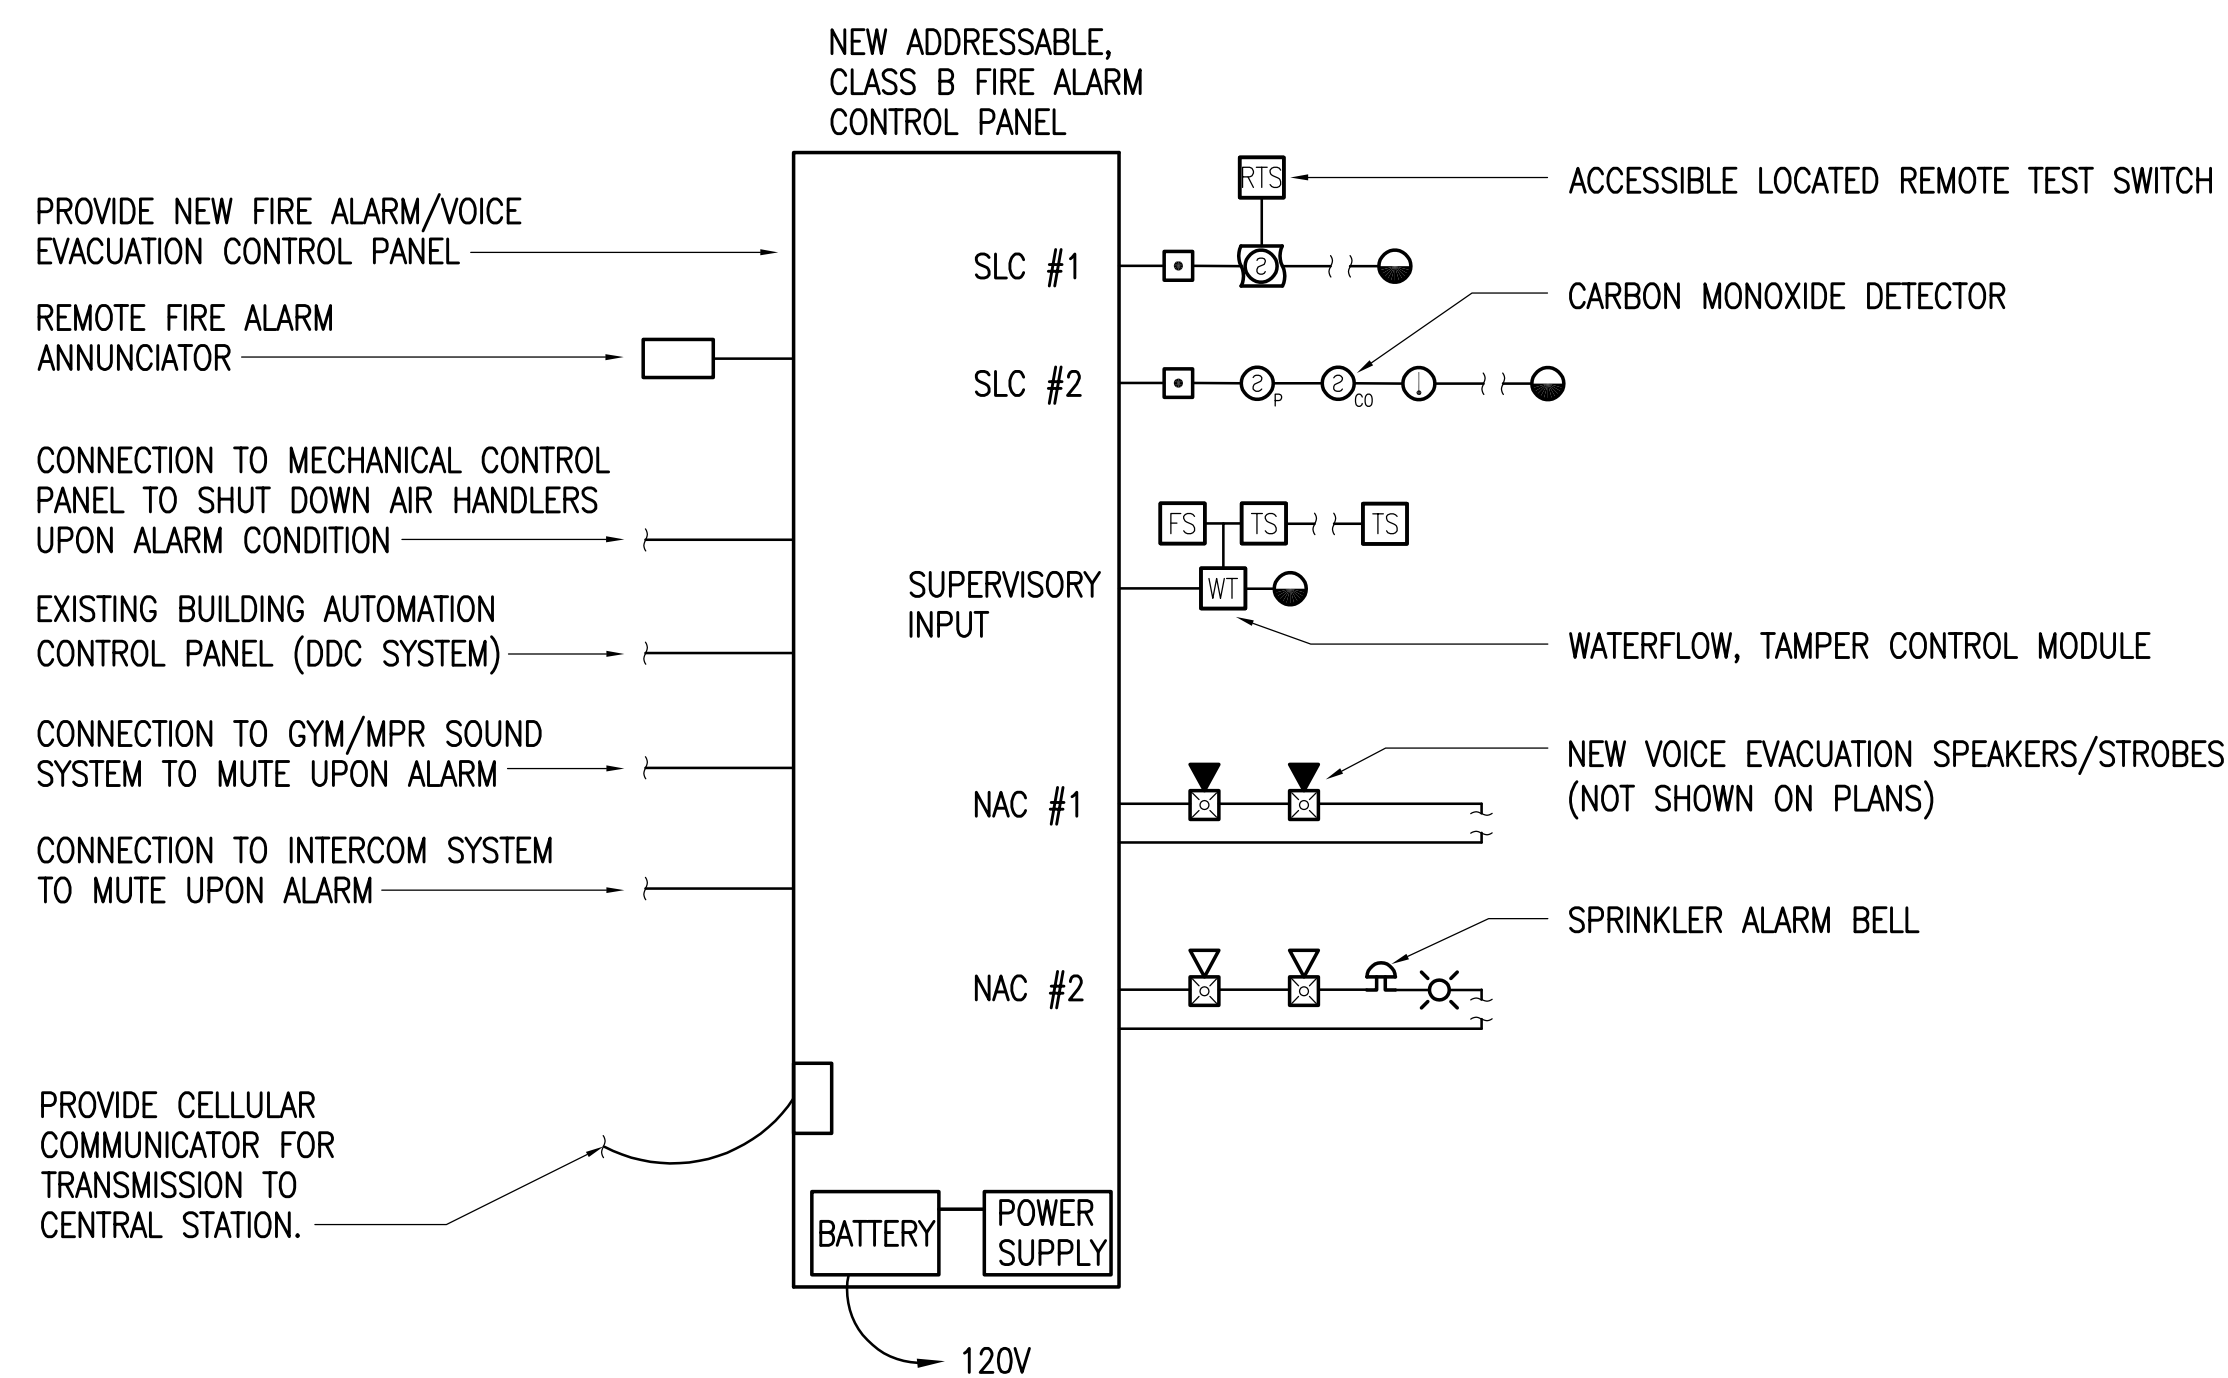 NEW ADDRESSABLE,
CLASS B FIRE ALARM
CONTROL PANEL
PROVIDE NEW FIRE ALARM/VOICE
EVACUATION CONTROL PANEL
REMOTE FIRE ALARM
ANNUNCIATOR
CONNECTION TO MECHANICAL CONTROL
PANEL TO SHUT DOWN AIR HANDLERS
UPON ALARM CONDITION
EXISTING BUILDING AUTOMATION
CONTROL PANEL (DDC SYSTEM)
CONNECTION TO GYM/MPR SOUND
SYSTEM TO MUTE UPON ALARM
CONNECTION TO INTERCOM SYSTEM
TO MUTE UPON ALARM
PROVIDE CELLULAR
COMMUNICATOR FOR
TRANSMISSION TO
CENTRAL STATION.
SLC #1
RTS
S
ACCESSIBLE LOCATED REMOTE TEST SWITCH
SLC #2
S
P
S
CO
CARBON MONOXIDE DETECTOR
SUPERVISORY
INPUT
FS
TS
TS
WT
WATERFLOW, TAMPER CONTROL MODULE
NAC #1
NEW VOICE EVACUATION SPEAKERS/STROBES
(NOT SHOWN ON PLANS)
NAC #2
SPRINKLER ALARM BELL
BATTERY
POWER
SUPPLY
120V